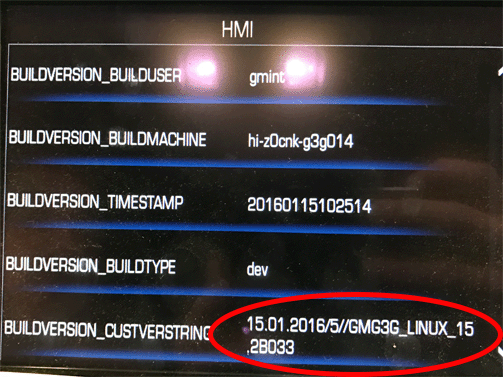 HMI
BUILDVERSION_BUILDUSER gmint
BUILDVERSION_BUILDMACHINE hi-z0cnk-g3g014
BUILDVERSION_TIMESTAMP 20160115102514
BUILDVERSION_BUILDTYPE dev
BUILDVERSION_CUSTVERSTRING 15.01.2016/5//GMG3G_LINUX_15
.2B033